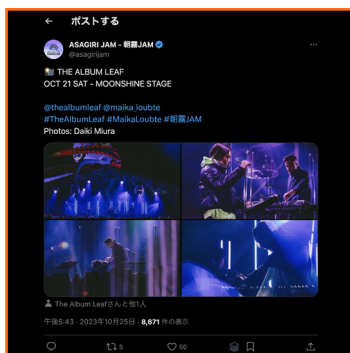 ← ポストする
ASAGIRI JAM - 朝霧JAM
@asagirijam
THE ALBUM LEAF
OCT 21 SAT - MOONSHINE STAGE
@thealbumleaf @maika_loubte
#TheAlbumLeaf #MaikaLoubte #朝霧JAM
Photos: Daiki Miura
The Album Leafさんと他1人
午後5:43 · 2023年10月25日 · 8,671 件の表示
5
50